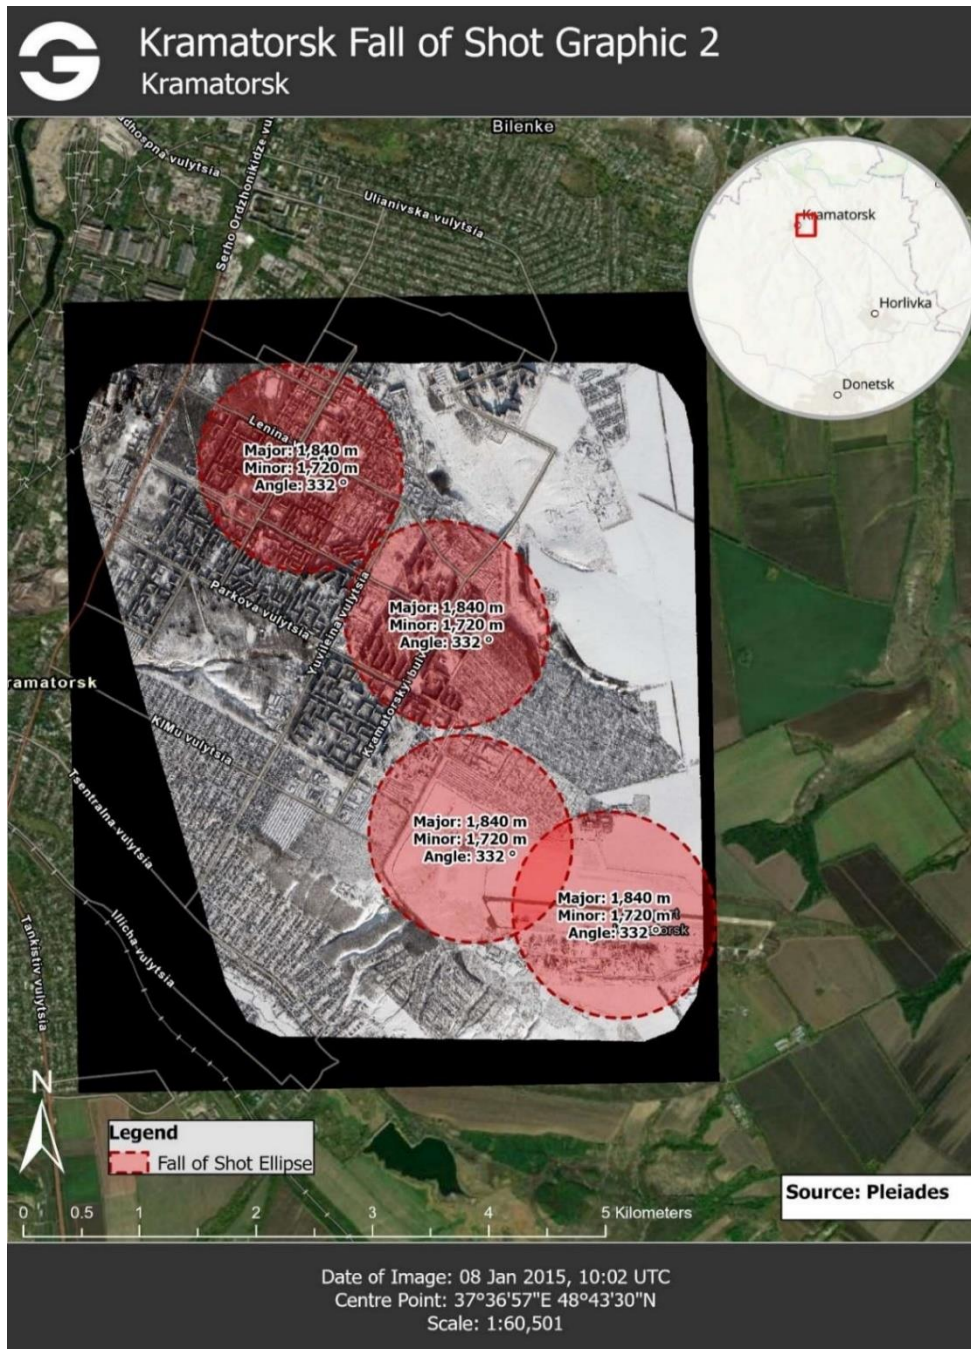 Kramatorsk Fall of Shot Graphic 2
Kramatorsk
Bilenke
dhospna vulytsia
Serho Ordzhonikidze vu
Ulianivska vulytsia
Kramatorsk
Horlivka
Donetsk
Lenina
Major: 1,840 m
Minor: 1,720 m
Angle: 332 °
Parkova vulytsia
Yuvileina vulytsia
Major: 1,840 m
Minor: 1,720 m
Angle: 332 °
Kramatorskyi bulv
ramatorsk
KIMu vulytsia
Tsentralna vulytsia
Major: 1,840 m
Minor: 1,720 m
Angle: 332 °
Major: 1,840 m
Minor: 1,720 m
Angle: 332 °
orsk
Illicha vulytsia
Tankistiv vulytsia
N
Legend
Fall of Shot Ellipse
Source: Pleiades
0 0.5 1 2 3 4 5 Kilometers
Date of Image: 08 Jan 2015, 10:02 UTC
Centre Point: 37°36'57"E 48°43'30"N
Scale: 1:60,501